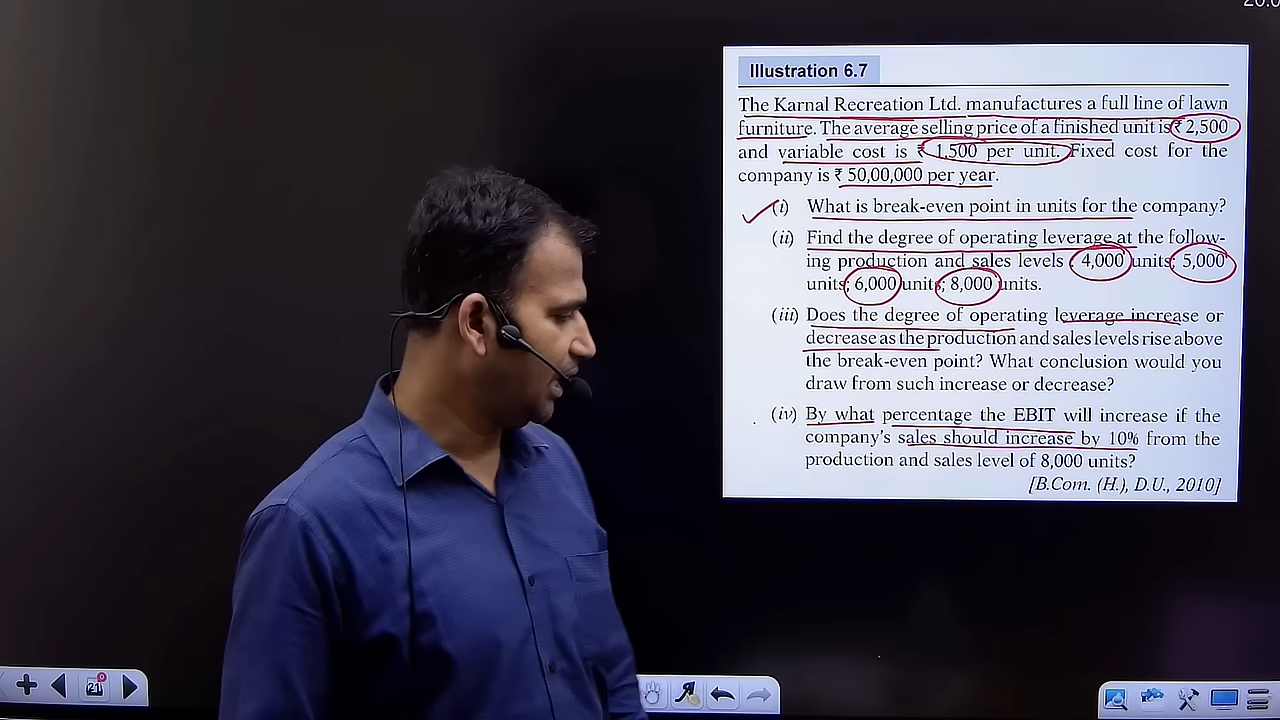 Illustration 6.7
The Karnal Recreation Ltd. manufactures a full line of lawn
furniture. The average selling price of a finished unit is ₹ 2,500
and variable cost is ₹ 1,500 per unit. Fixed cost for the
company is ₹ 50,00,000 per year.
(i) What is break-even point in units for the company?
(ii) Find the degree of operating leverage at the follow-
ing production and sales levels : 4,000 units; 5,000
units; 6,000 units; 8,000 units.
(iii) Does the degree of operating leverage increase or
decrease as the production and sales levels rise above
the break-even point? What conclusion would you
draw from such increase or decrease?
(iv) By what percentage the EBIT will increase if the
company's sales should increase by 10% from the
production and sales level of 8,000 units?
[B.Com. (H.), D.U., 2010]
21